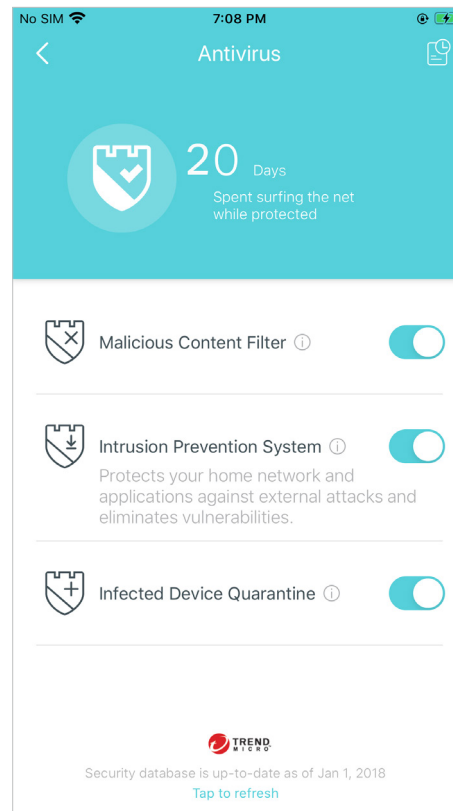 No SIM 7:08 PM
Antivirus
20 Days
Spent surfing the net
while protected
Malicious Content Filter
Intrusion Prevention System
Protects your home network and
applications against external attacks and
eliminates vulnerabilities.
Infected Device Quarantine
TREND
MICRO
Security database is up-to-date as of Jan 1, 2018
Tap to refresh